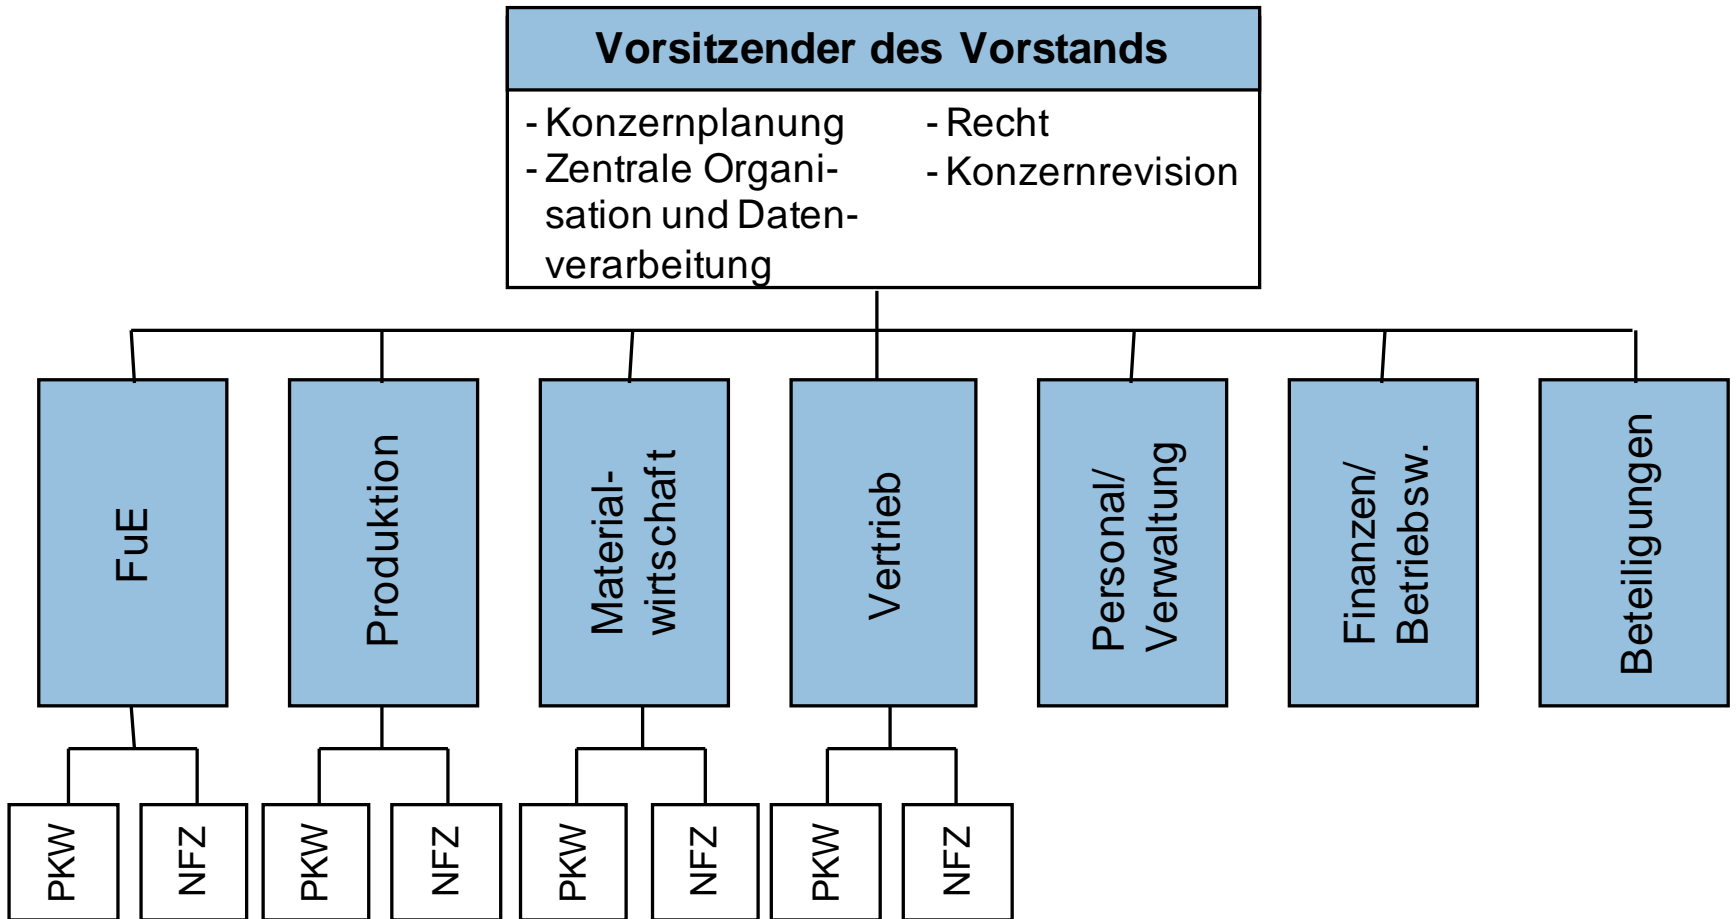 Vorsitzender des Vorstands
- Konzernplanung
- Zentrale Organi-
sation und Daten-
verarbeitung
- Recht
- Konzernrevision
FuE
Produktion
Material-
wirtschaft
Vertrieb
Personal/
Verwaltung
Finanzen/
Betriebsw.
Beteiligungen
PKW
NFZ
PKW
NFZ
PKW
NFZ
PKW
NFZ